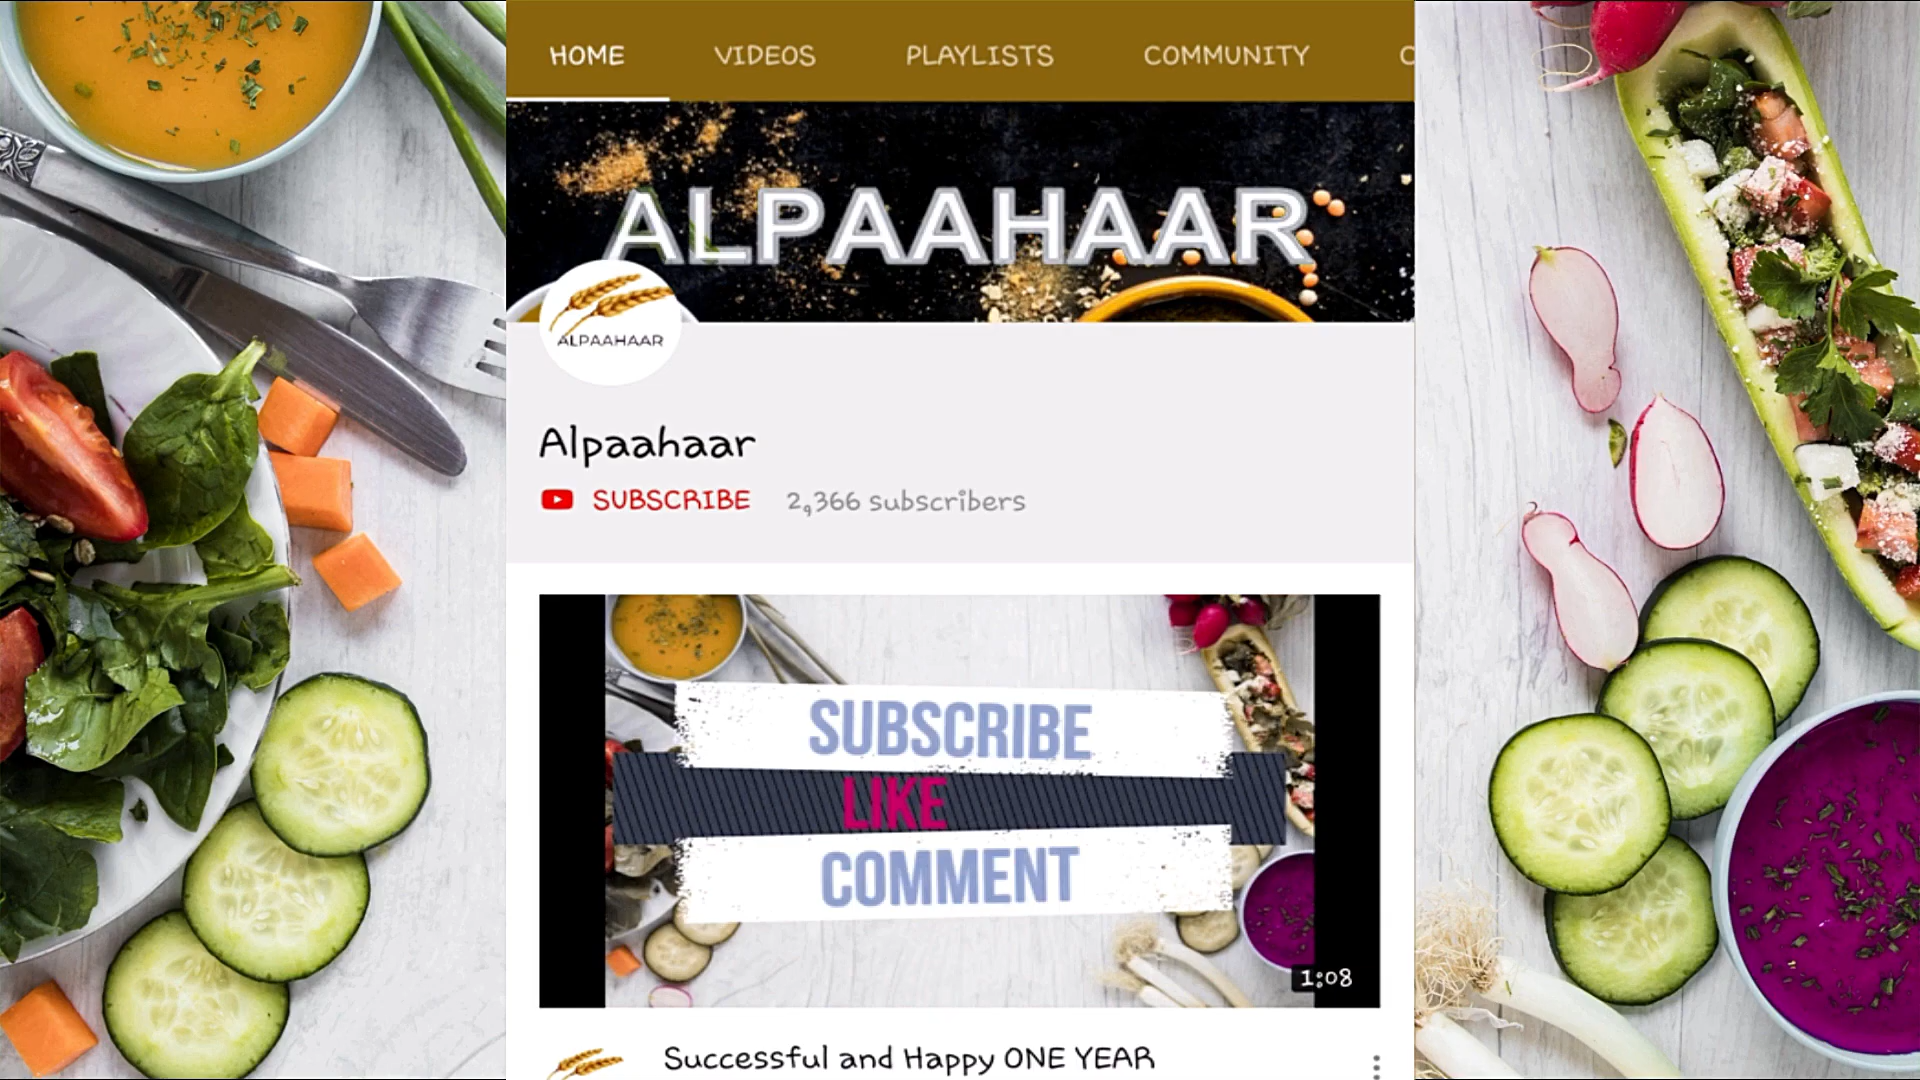 HOME VIDEOS PLAYLISTS COMMUNITY
ALPAAHAAR
ALPAAHAAR
Alpaahaar
SUBSCRIBE 2,366 subscribers
SUBSCRIBE
LIKE
COMMENT
1:08
Successful and Happy ONE YEAR